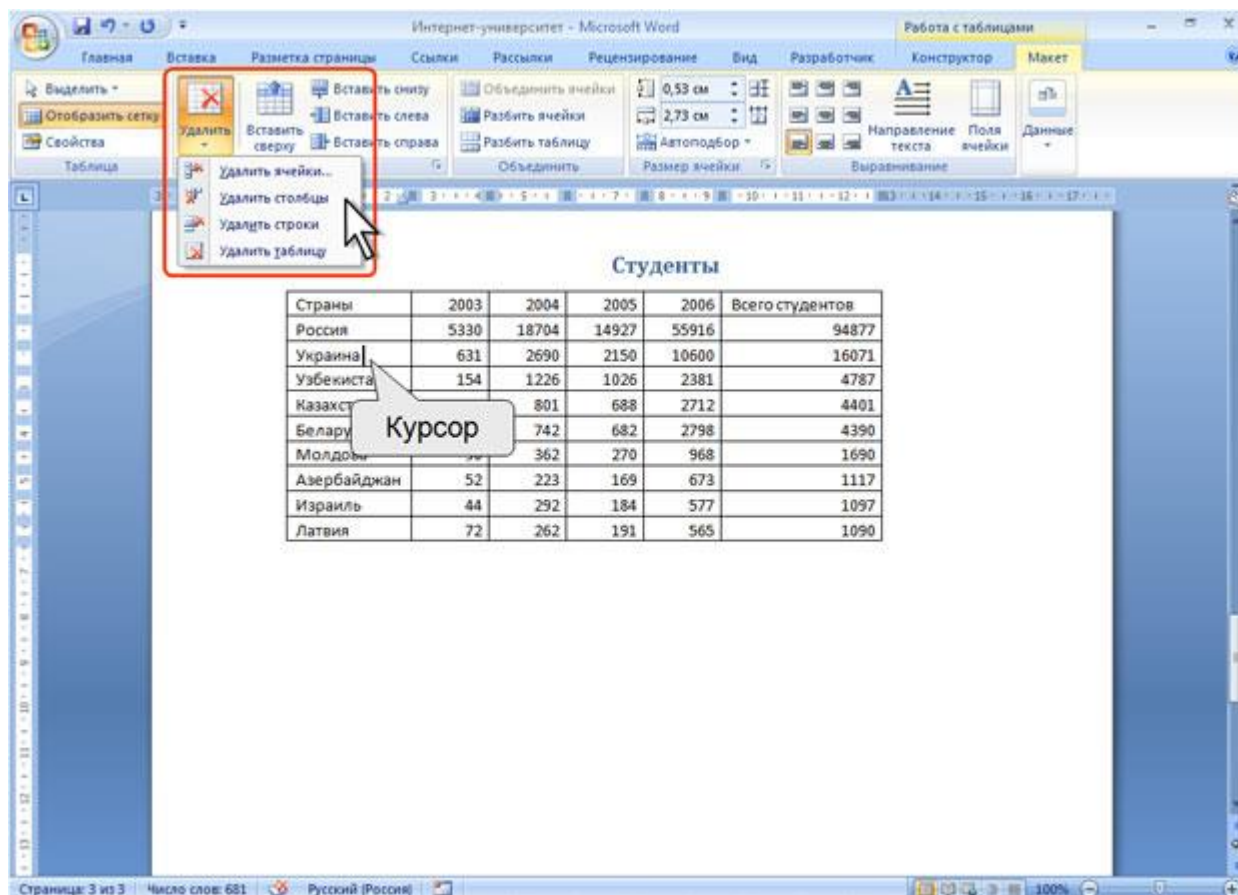 Интернет-университет - Microsoft Word
Работа с таблицами
Главная Вставка Разметка страницы Ссылки Рассылки Рецензирование Вид Разработчик Конструктор Макет
Выделить
Отобразить сетку
Свойства
Таблица
Удалить
Вставить сверху
Вставить снизу
Вставить слева
Вставить справа
Объединить ячейки
Разбить ячейки
Разбить таблицу
Объединить
0,53 см
2,73 см
Автоподбор
Размер ячейки
Направление текста
Поля ячейки
Выравнивание
Данные
Удалить ячейки...
Удалить столбцы
Удалить строки
Удалить таблицу
Студенты
Страны 2003 2004 2005 2006 Всего студентов
Россия 5330 18704 14927 55916 94877
Украина 631 2690 2150 10600 16071
154 1226 1026 2381 4787
801 688 2712 4401
742 682 2798 4390
362 270 968 1690
Азербайджан 52 223 169 673 1117
Израиль 44 292 184 577 1097
Латвия 72 262 191 565 1090
Курсор
Страница: 3 из 3 Число слов: 681 Русский (Россия) 100%